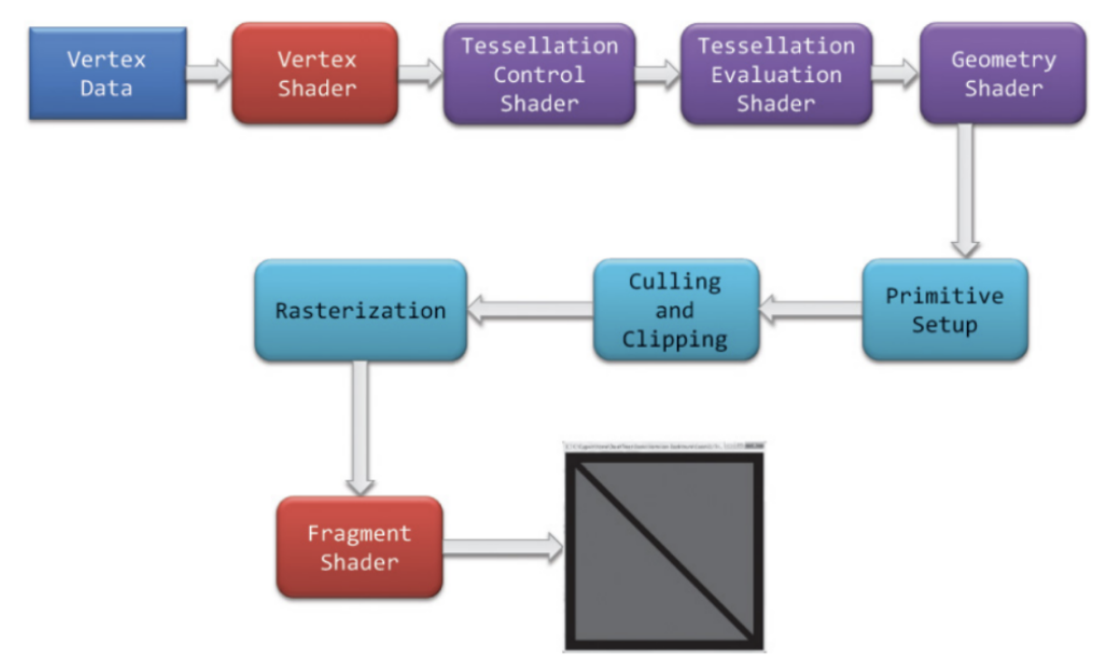 Vertex
Data
Vertex
Shader
Tessellation
Control
Shader
Tessellation
Evaluation
Shader
Geometry
Shader
Rasterization
Culling
and
Clipping
Primitive
Setup
Fragment
Shader